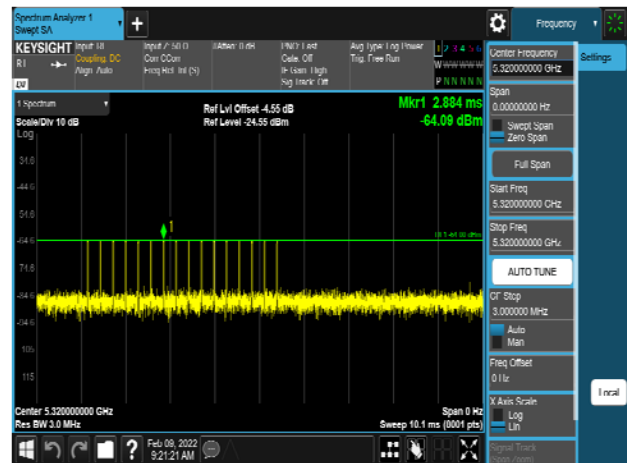 Spectrum Analyzer 1
Swept SA
+
Frequency
KEYSIGHT
Input: RF
Coupling: DC
Align: Auto
Input Z: 50 Ω
Corr CCorr
Freq Ref: Int (S)
#Atten: 0 dB
PNO: Fast
Gate: Off
IF Gain: High
Sig Track: Off
Avg Type: Log Power
Trig: Free Run
1 2 3 4 5 6
W W W W W W
P N N N N N
Center Frequency
5.320000000 GHz
Settings
Span
0.00000000 Hz
Swept Span
Zero Span
Full Span
Start Freq
5.320000000 GHz
Stop Freq
5.320000000 GHz
AUTO TUNE
CF Step
3.000000 MHz
Auto
Man
Freq Offset
0 Hz
X Axis Scale
Log
Lin
Signal Track
(Span Zoom)
Local
1 Spectrum
Scale/Div 10 dB
Log
Ref Lvl Offset -4.55 dB
Ref Level -24.55 dBm
Mkr1 2.884 ms
-64.09 dBm
-34.6
-44.6
-54.6
-64.6
-74.6
-84.6
-94.6
-105
-115
1
Center 5.320000000 GHz
Res BW 3.0 MHz
Span 0 Hz
Sweep 10.1 ms
?
Feb 09, 2022
9:21:21 AM